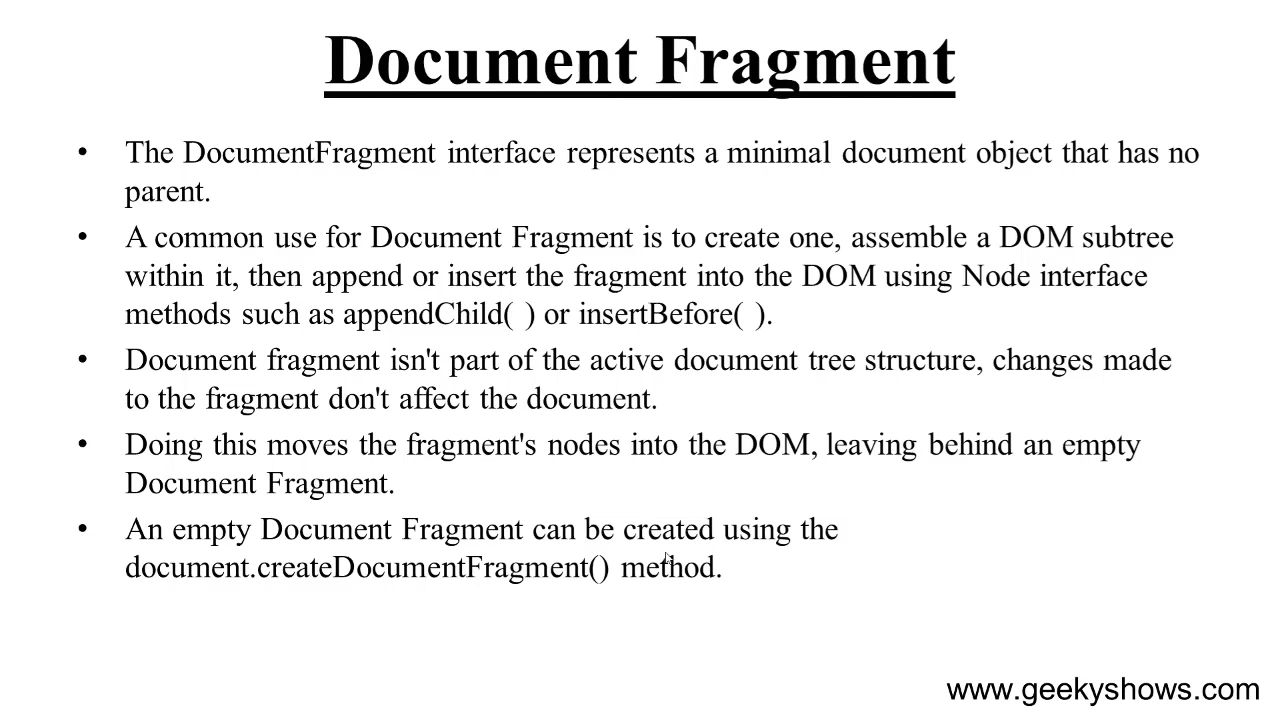 Document Fragment
• The DocumentFragment interface represents a minimal document object that has no
parent.
• A common use for Document Fragment is to create one, assemble a DOM subtree
within it, then append or insert the fragment into the DOM using Node interface
methods such as appendChild( ) or insertBefore( ).
• Document fragment isn't part of the active document tree structure, changes made
to the fragment don't affect the document.
• Doing this moves the fragment's nodes into the DOM, leaving behind an empty
Document Fragment.
• An empty Document Fragment can be created using the
document.createDocumentFragment() method.
www.geekyshows.com